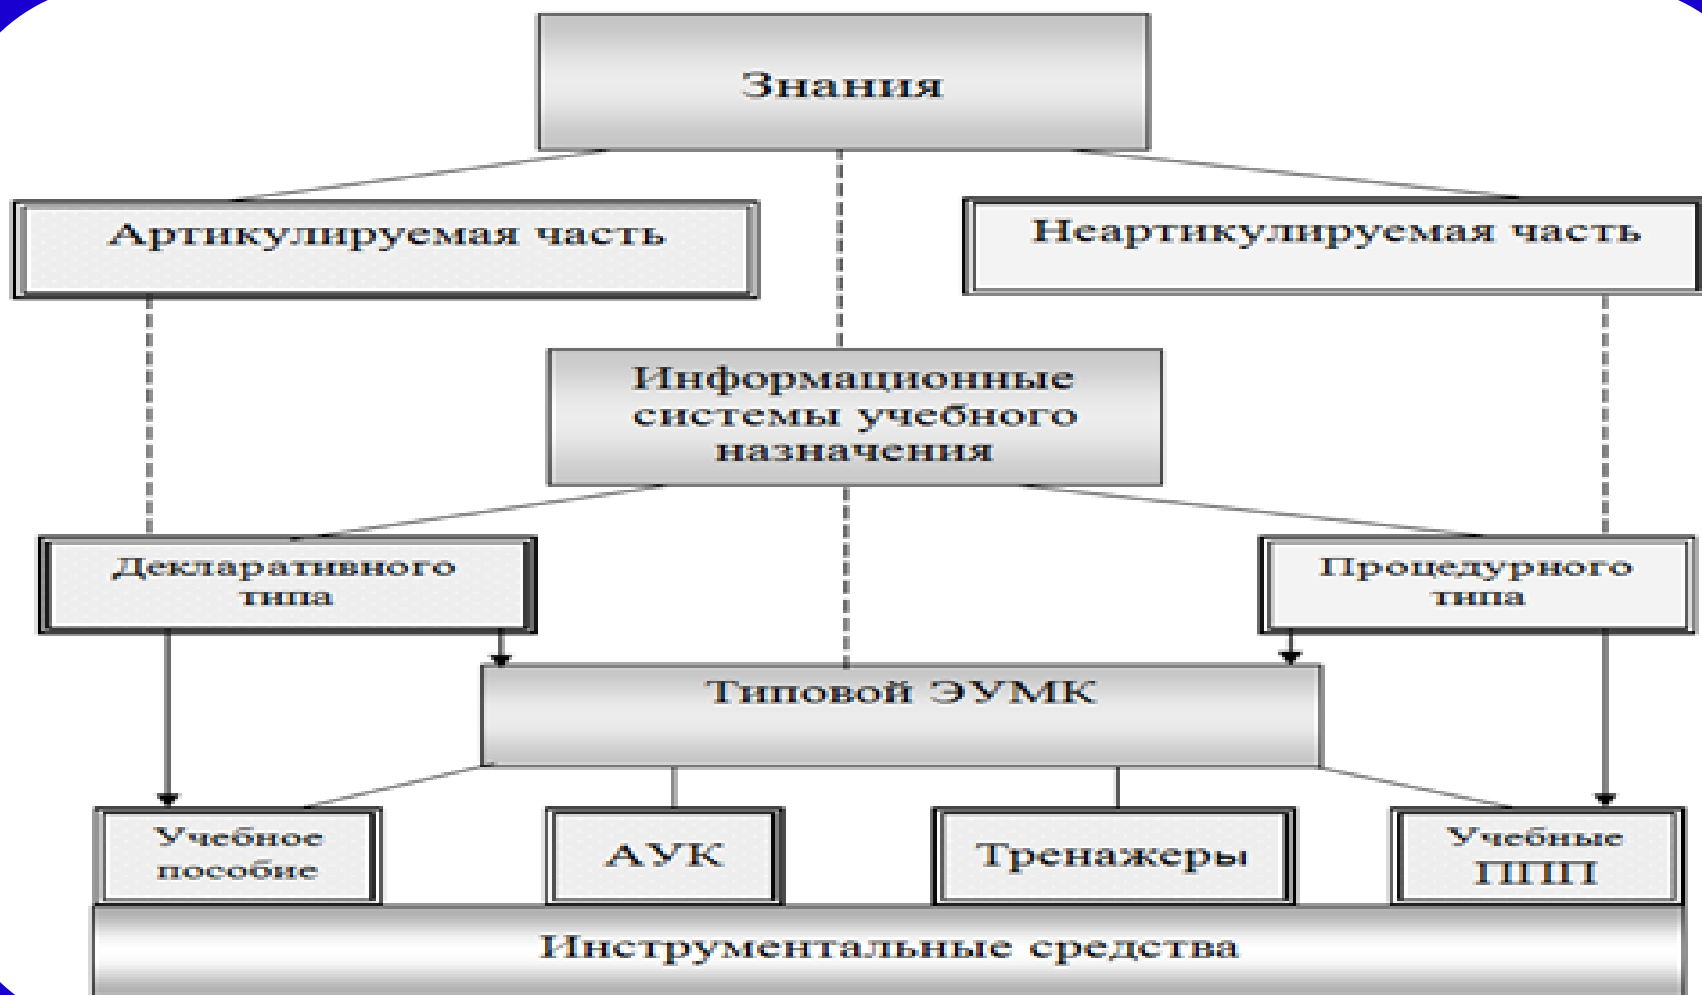 Знания
Артикулируемая часть
Неартикулируемая часть
Информационные
системы учебного
назначения
Декларативного
типа
Процедурного
типа
Типовой ЭУМК
Учебное
пособие
АУК
Тренажеры
Учебные
ППП
Инструментальные средства